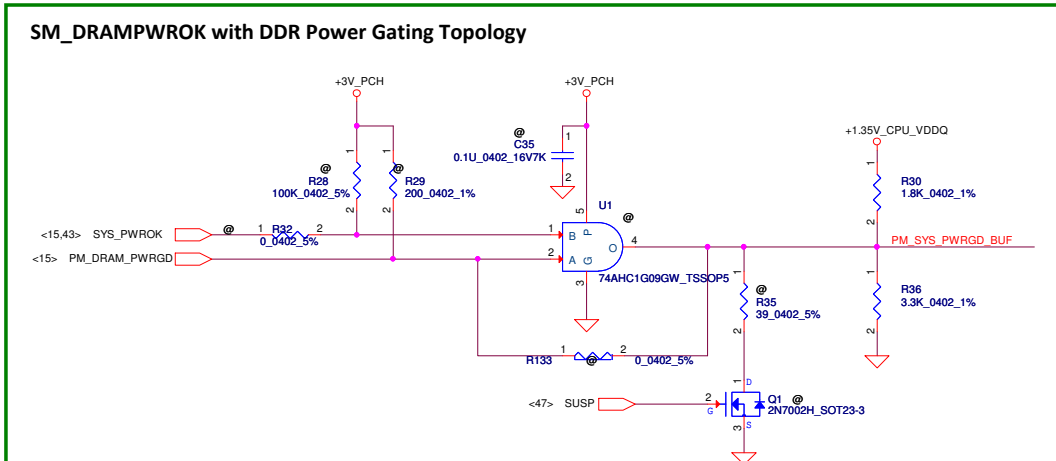 SM_DRAMPWROK with DDR Power Gating Topology
+3V_PCH
+3V_PCH
@
C35
0.1U_0402_16V7K
1
2
+1.35V_CPU_VDDQ
1
R30
1.8K_0402_1%
2
1
@
R28
100K_0402_5%
2
1
@
R29
200_0402_1%
2
U1
@
5
P
<15,43> SYS_PWROK
@
1
R32
2
0_0402_5%
1
B
<15> PM_DRAM_PWRGD
2
A
G
O
4
3
74AHC1G09GW_TSSOP5
PM_SYS_PWRGD_BUF
1
@
R35
39_0402_5%
2
1
R36
3.3K_0402_1%
2
R133
1
@
2
0_0402_5%
<47> SUSP
2
G
1
D
Q1
@
2N7002H_SOT23-3
3
S